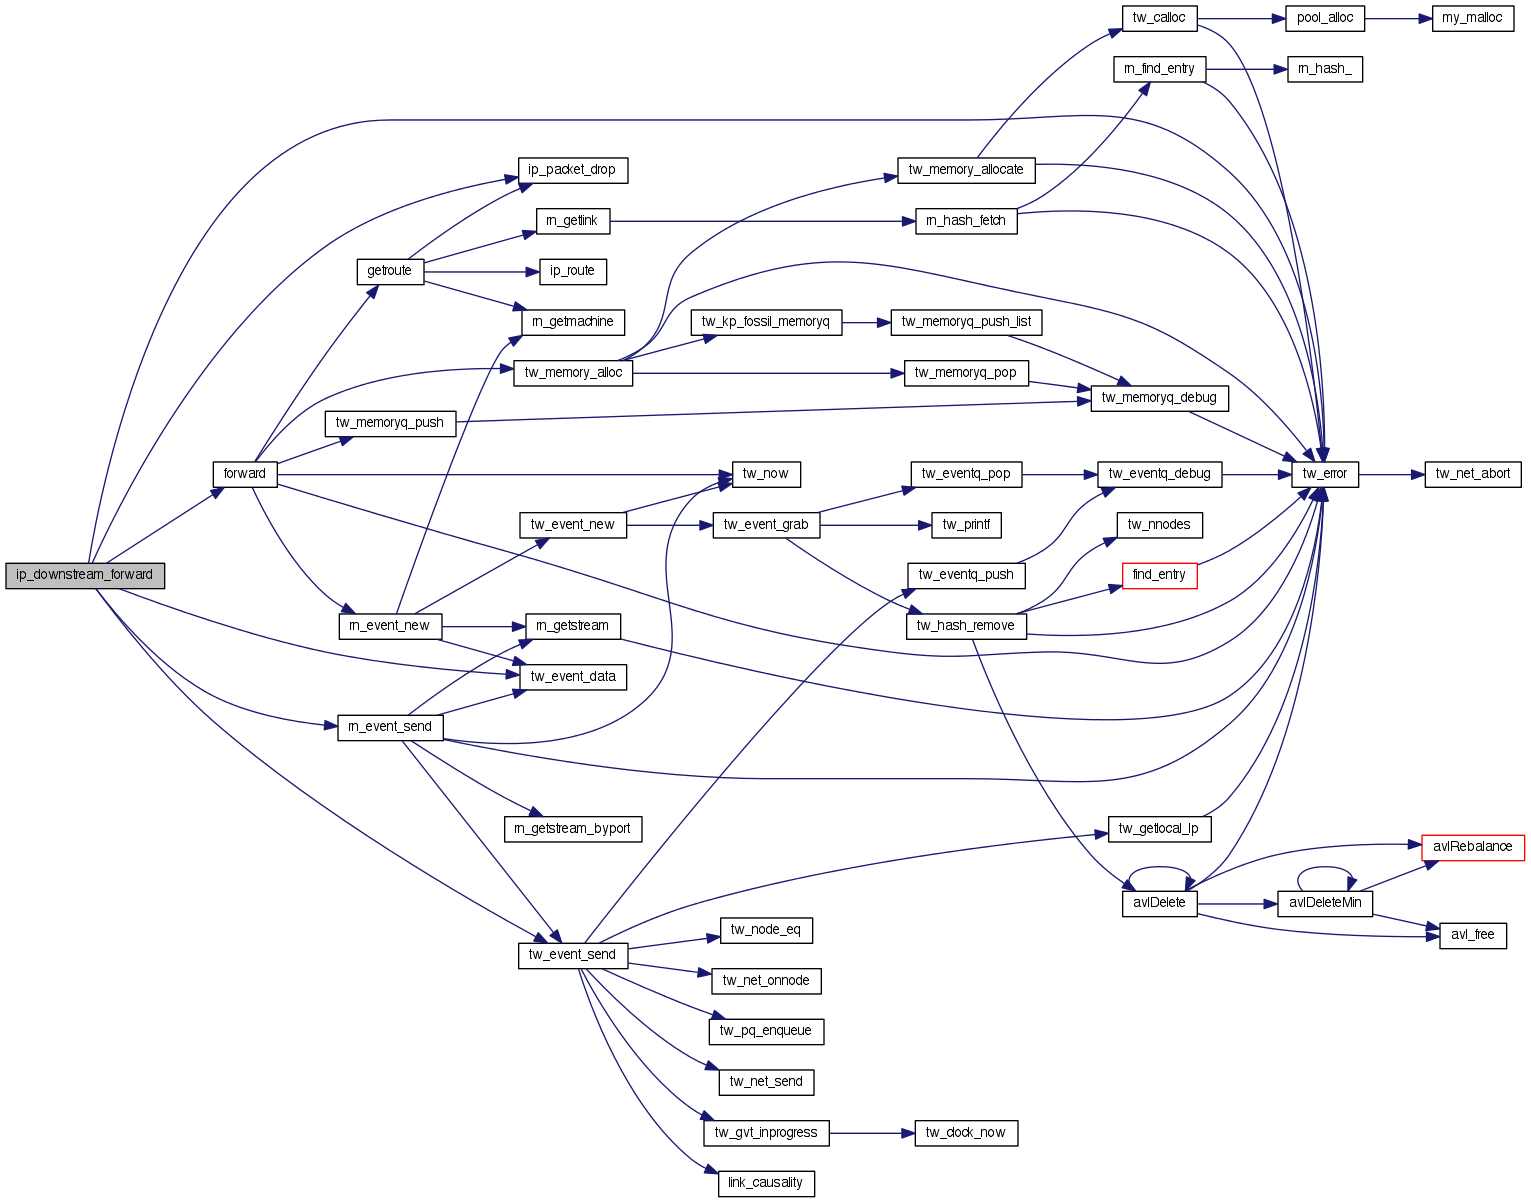 tw_calloc
pool_alloc
my_malloc
rn_find_entry
rn_hash_
ip_packet_drop
tw_memory_allocate
rn_getlink
rn_hash_fetch
getroute
ip_route
rn_getmachine
tw_kp_fossil_memoryq
tw_memoryq_push_list
tw_memory_alloc
tw_memoryq_pop
tw_memoryq_debug
tw_memoryq_push
forward
tw_now
tw_eventq_pop
tw_eventq_debug
tw_error
tw_net_abort
tw_event_new
tw_event_grab
tw_printf
tw_nnodes
ip_downstream_forward
tw_eventq_push
find_entry
rn_event_new
rn_getstream
tw_hash_remove
tw_event_data
rn_event_send
rn_getstream_byport
tw_getlocal_lp
avlRebalance
avlDelete
avlDeleteMin
tw_node_eq
avl_free
tw_event_send
tw_net_onnode
tw_pq_enqueue
tw_net_send
tw_gvt_inprogress
tw_clock_now
link_causality